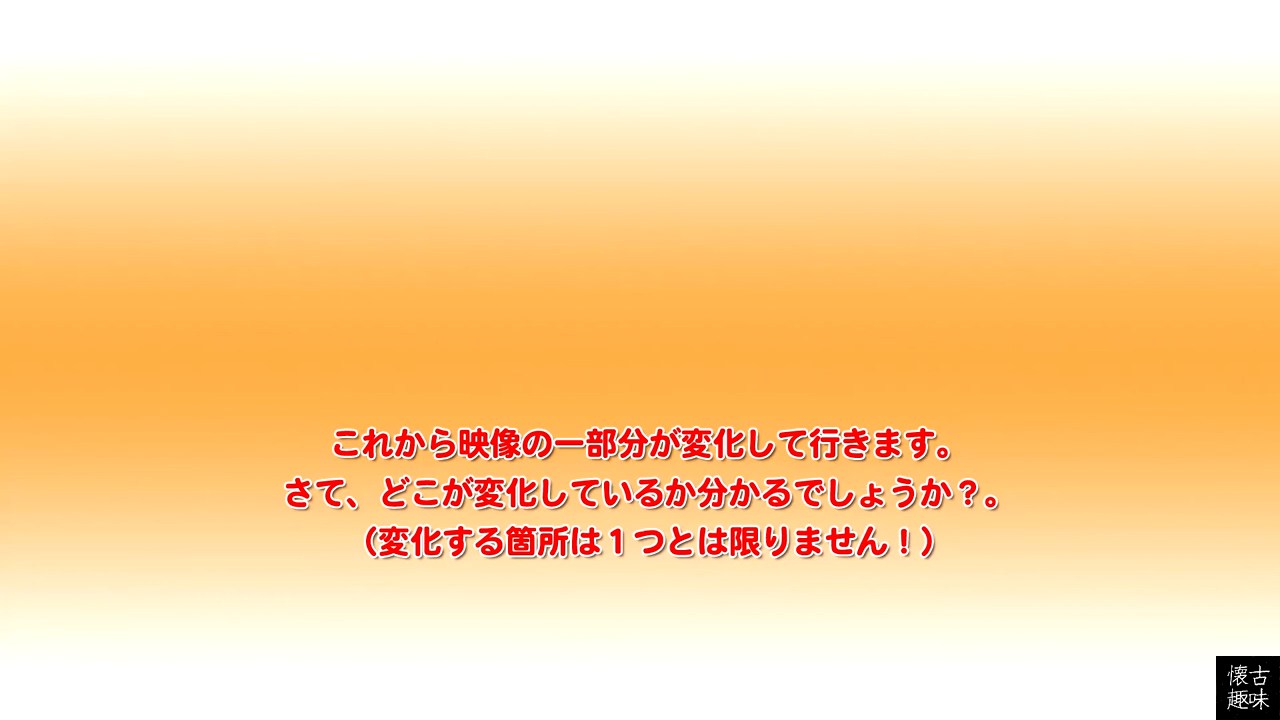 これから映像の一部分が変化して行きます。
さて、どこが変化しているか分かるでしょうか？。
（変化する箇所は１つとは限りません！）
懐古
趣味